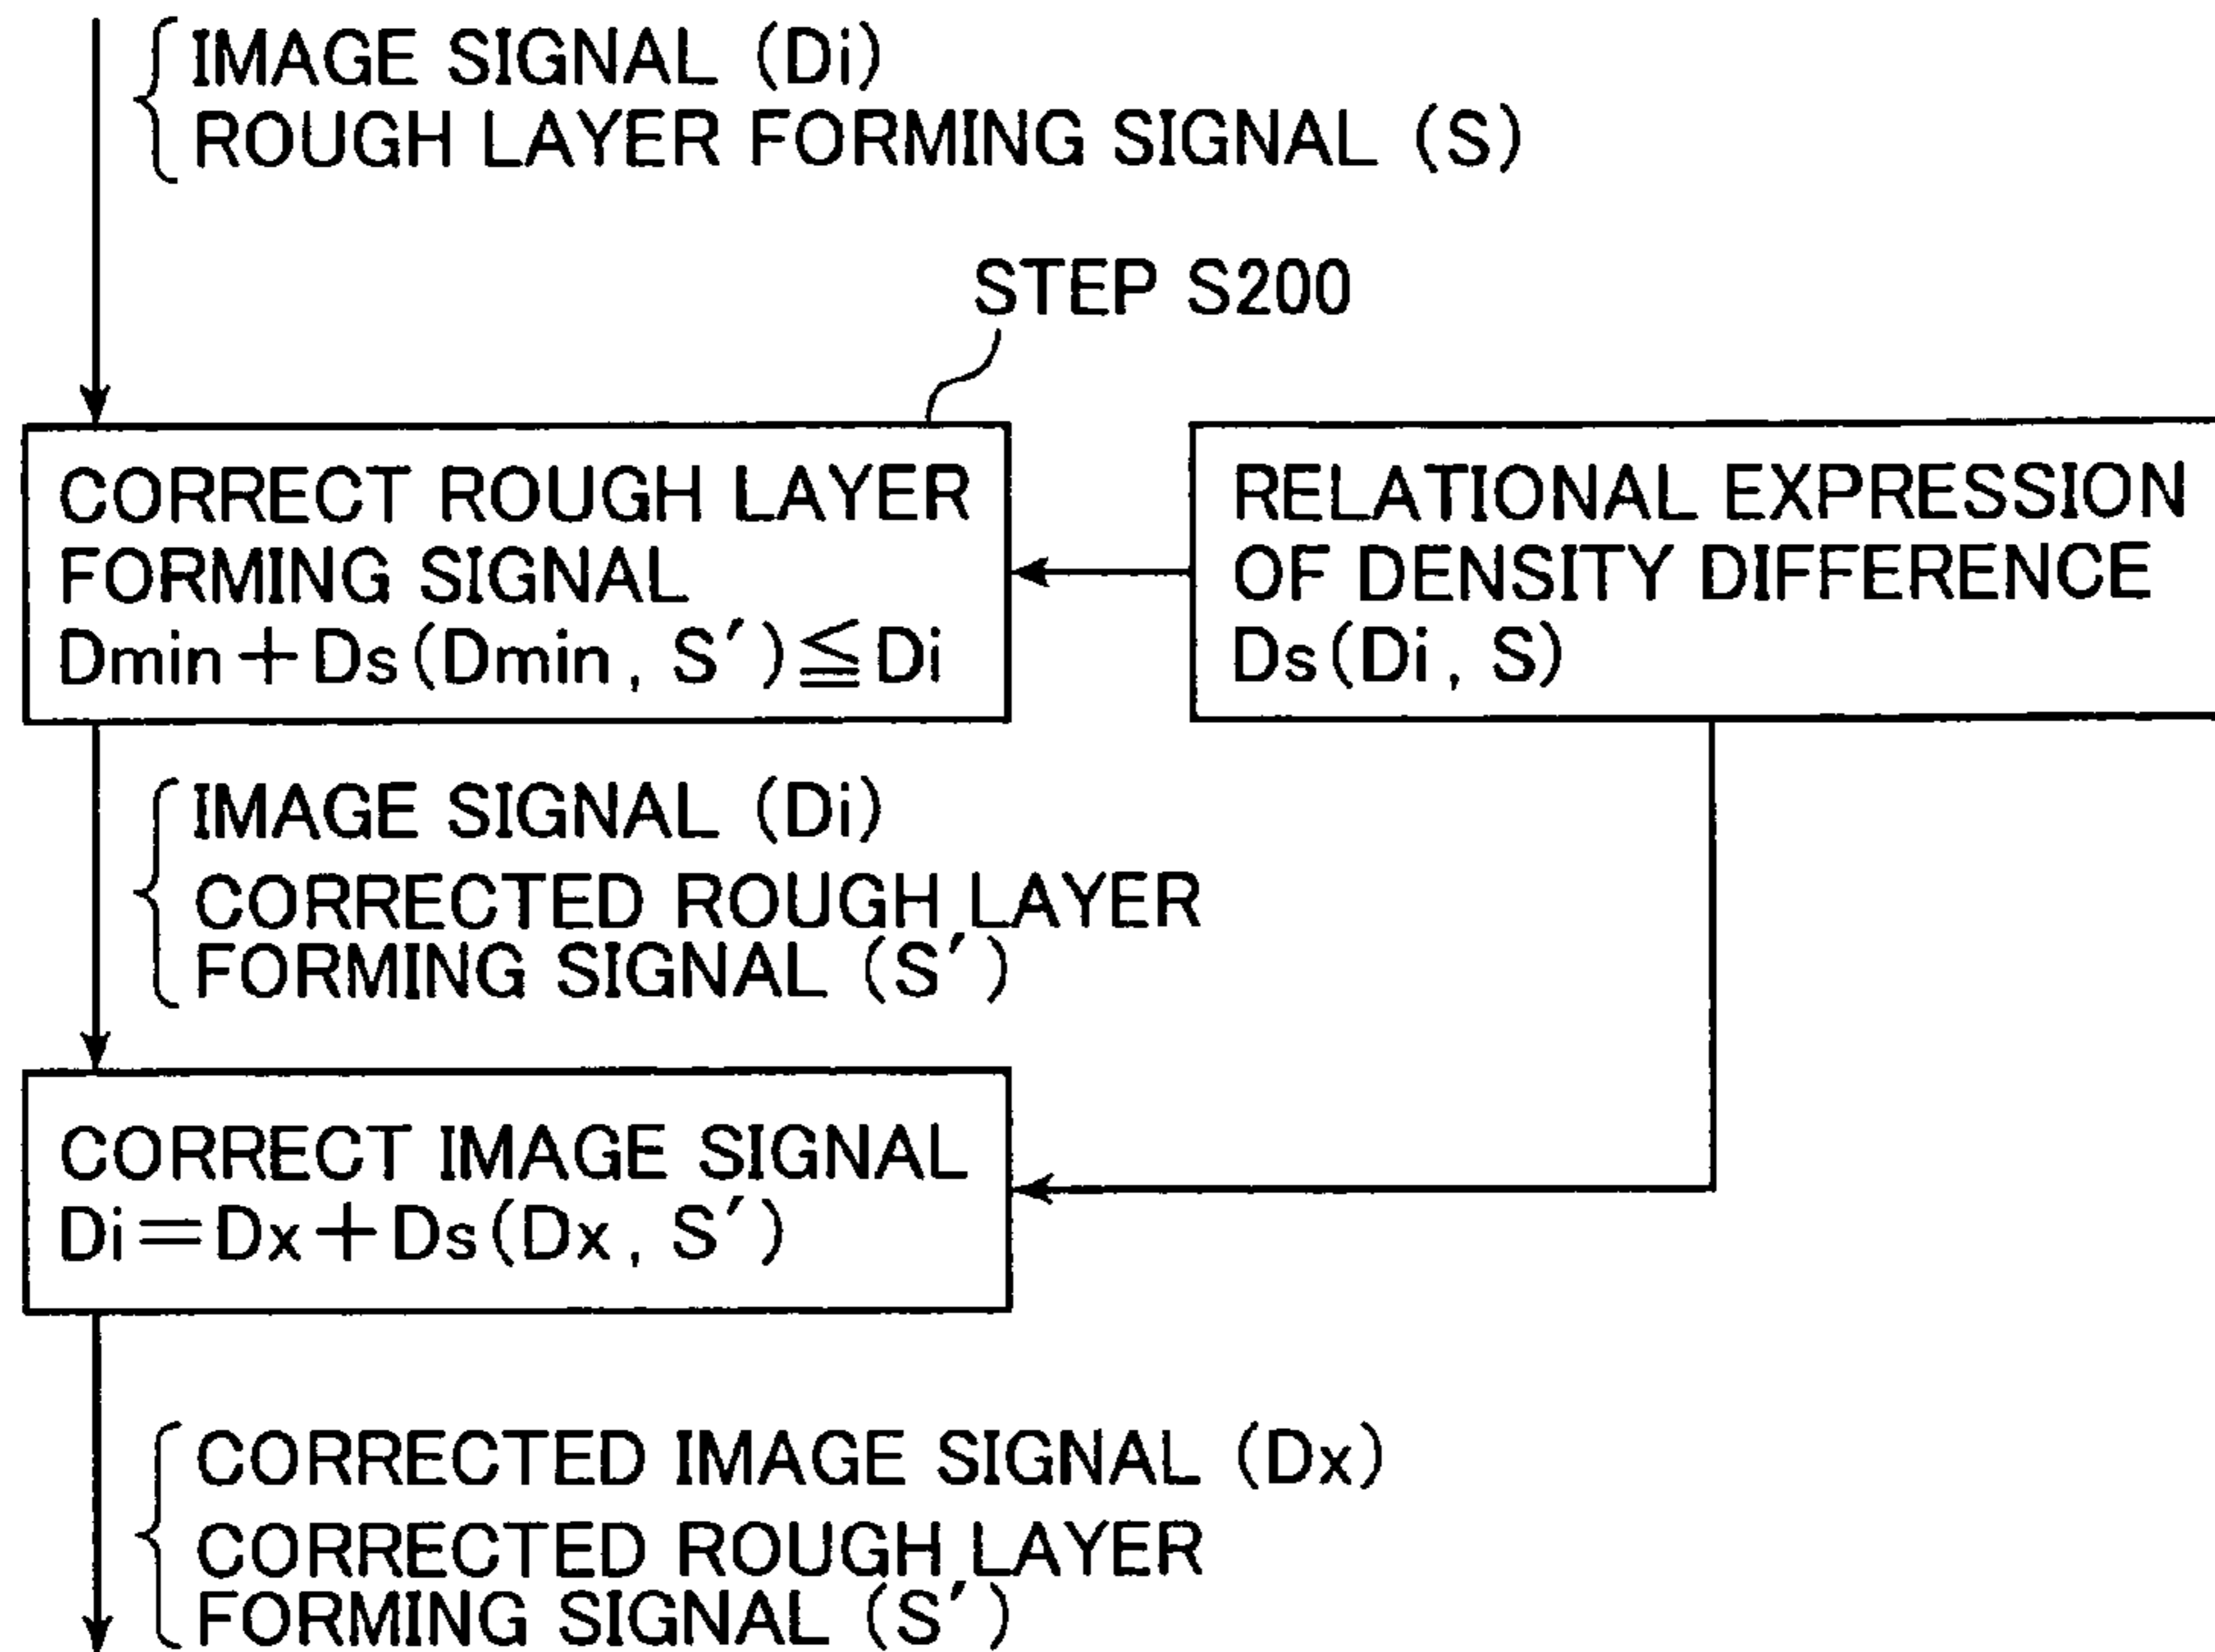 IMAGE SIGNAL (Di)
ROUGH LAYER FORMING SIGNAL (S)
STEP S200
CORRECT ROUGH LAYER
FORMING SIGNAL
Dmin+Ds(Dmin, S′)≦Di
RELATIONAL EXPRESSION
OF DENSITY DIFFERENCE
Ds(Di, S)
IMAGE SIGNAL (Di)
CORRECTED ROUGH LAYER
FORMING SIGNAL (S′)
CORRECT IMAGE SIGNAL
Di=Dx+Ds(Dx, S′)
CORRECTED IMAGE SIGNAL (Dx)
CORRECTED ROUGH LAYER
FORMING SIGNAL (S′)